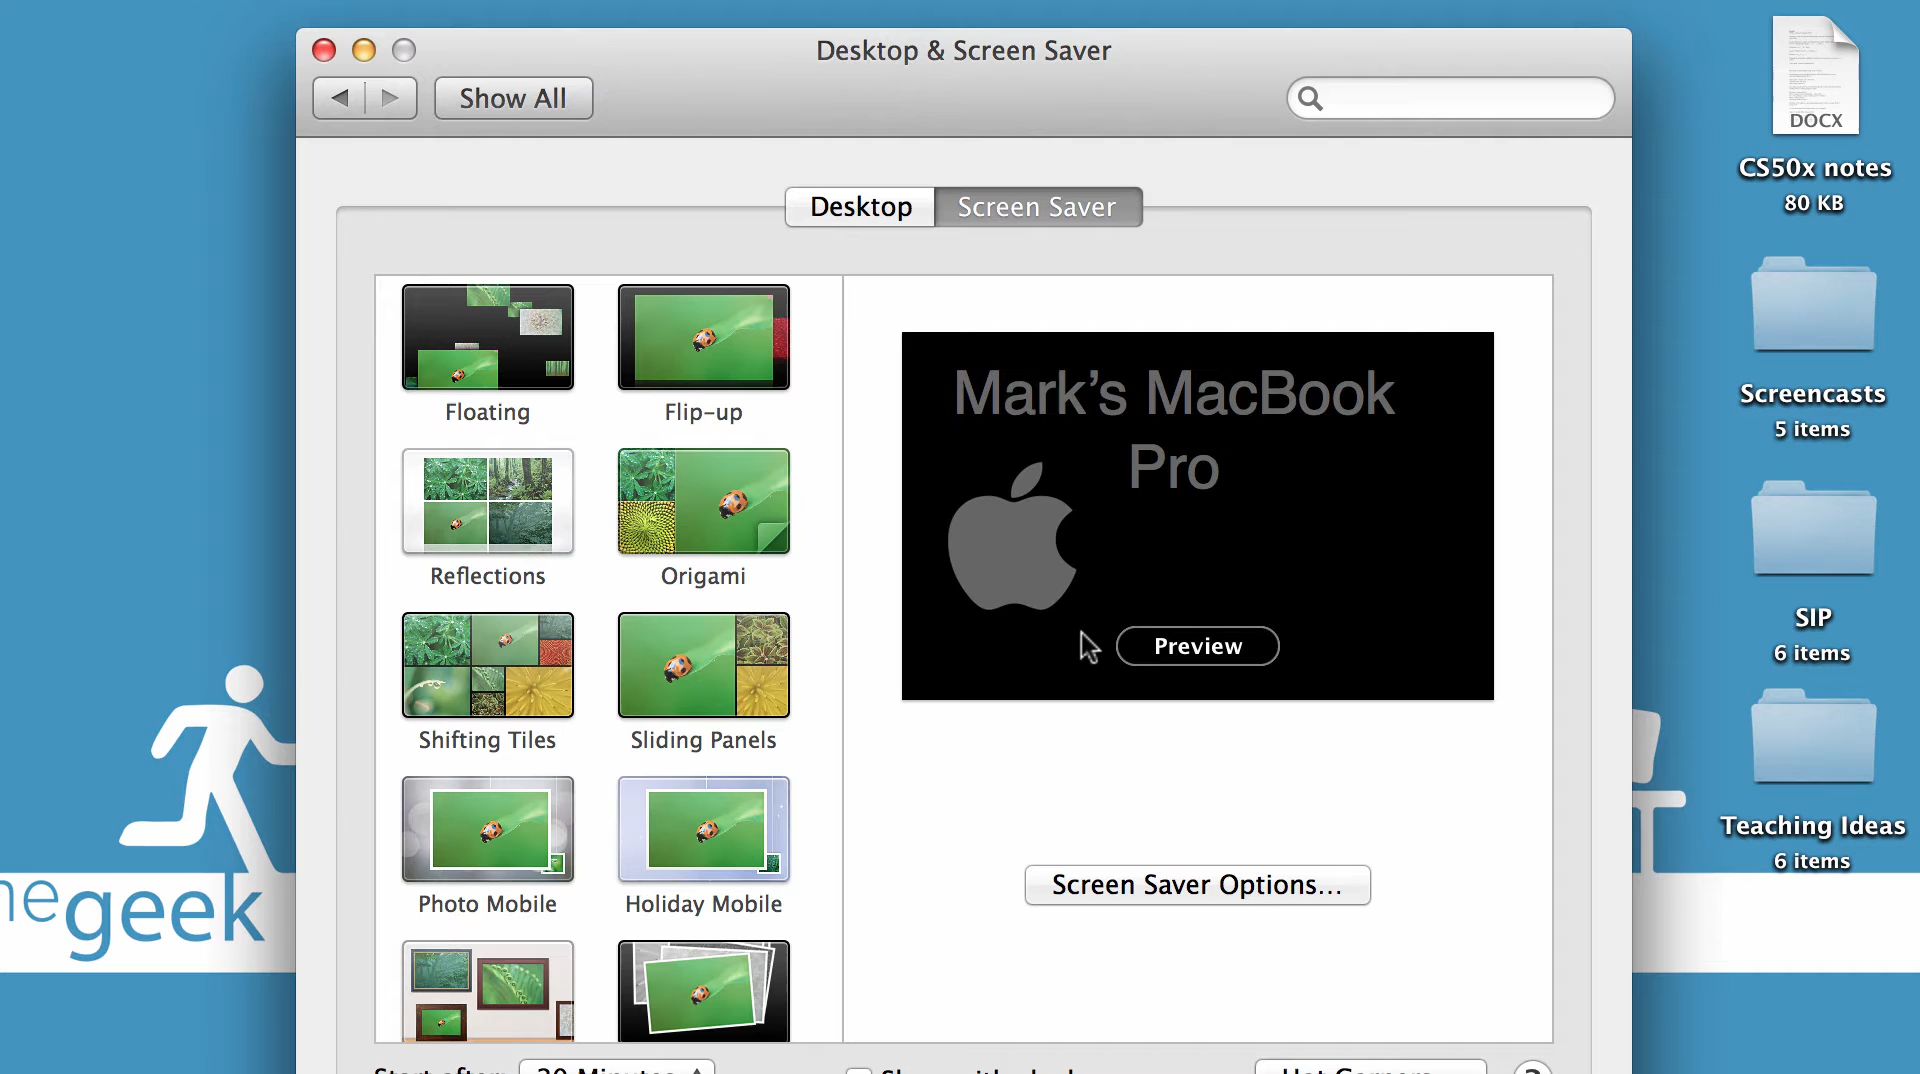 Desktop & Screen Saver
Show All
Desktop
Screen Saver
Floating
Flip-up
Reflections
Origami
Shifting Tiles
Sliding Panels
Photo Mobile
Holiday Mobile
Mark's MacBook
Pro
Preview
Screen Saver Options...
DOCX
CS50x notes
80 KB
Screencasts
5 items
SIP
6 items
Teaching Ideas
6 items
geek